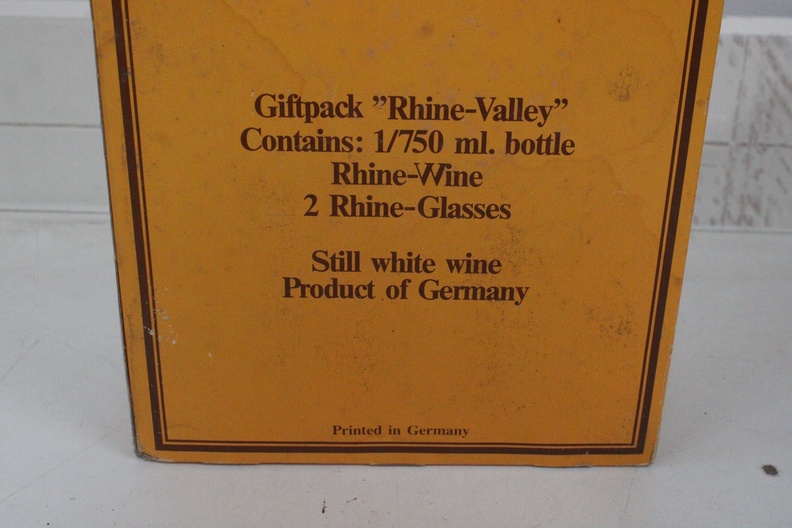 Giftpack ”Rhine-Valley”
Contains: 1/750 ml. bottle
Rhine-Wine
2 Rhine-Glasses
Still white wine
Product of Germany
Printed in Germany